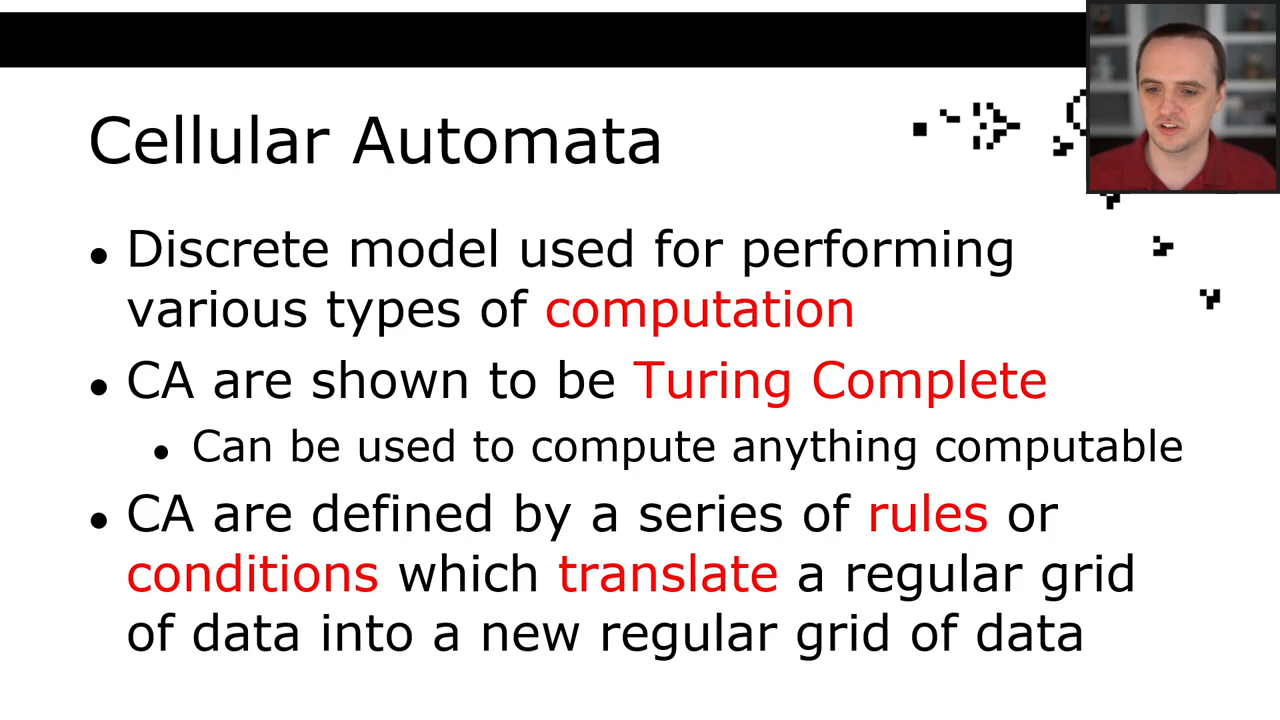 Cellular Automata
• Discrete model used for performing
various types of computation
• CA are shown to be Turing Complete
• Can be used to compute anything computable
• CA are defined by a series of rules or
conditions which translate a regular grid
of data into a new regular grid of data